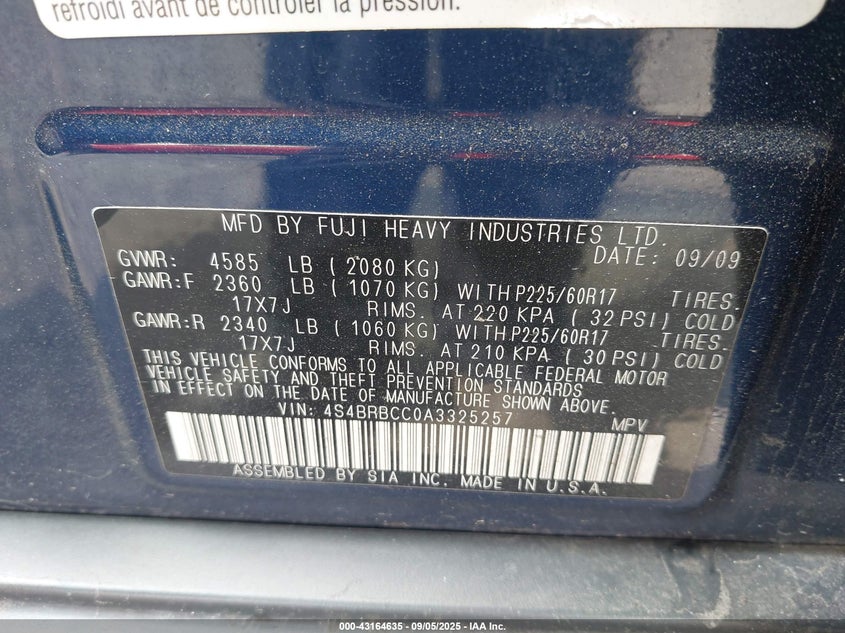 refroidi avant de contrôler la pression.
MFD BY FUJI HEAVY INDUSTRIES LTD.
DATE: 09/09
GVWR: 4585 LB ( 2080 KG)
GAWR:F 2360 LB ( 1070 KG) WITH P225/60R17 TIRES.
17X7J RIMS. AT 220 KPA ( 32 PSI) COLD
GAWR:R 2340 LB ( 1060 KG) WITH P225/60R17 TIRES.
17X7J RIMS. AT 210 KPA ( 30 PSI) COLD
THIS VEHICLE CONFORMS TO ALL APPLICABLE FEDERAL MOTOR
VEHICLE SAFETY AND THEFT PREVENTION STANDARDS
IN EFFECT ON THE DATE OF MANUFACTURE SHOWN ABOVE.
VIN: 4S4BRBCC0A3325257 MPV
ASSEMBLED BY SIA INC. MADE IN U.S.A.
000-43164635 - 09/05/2025 - IAA Inc.